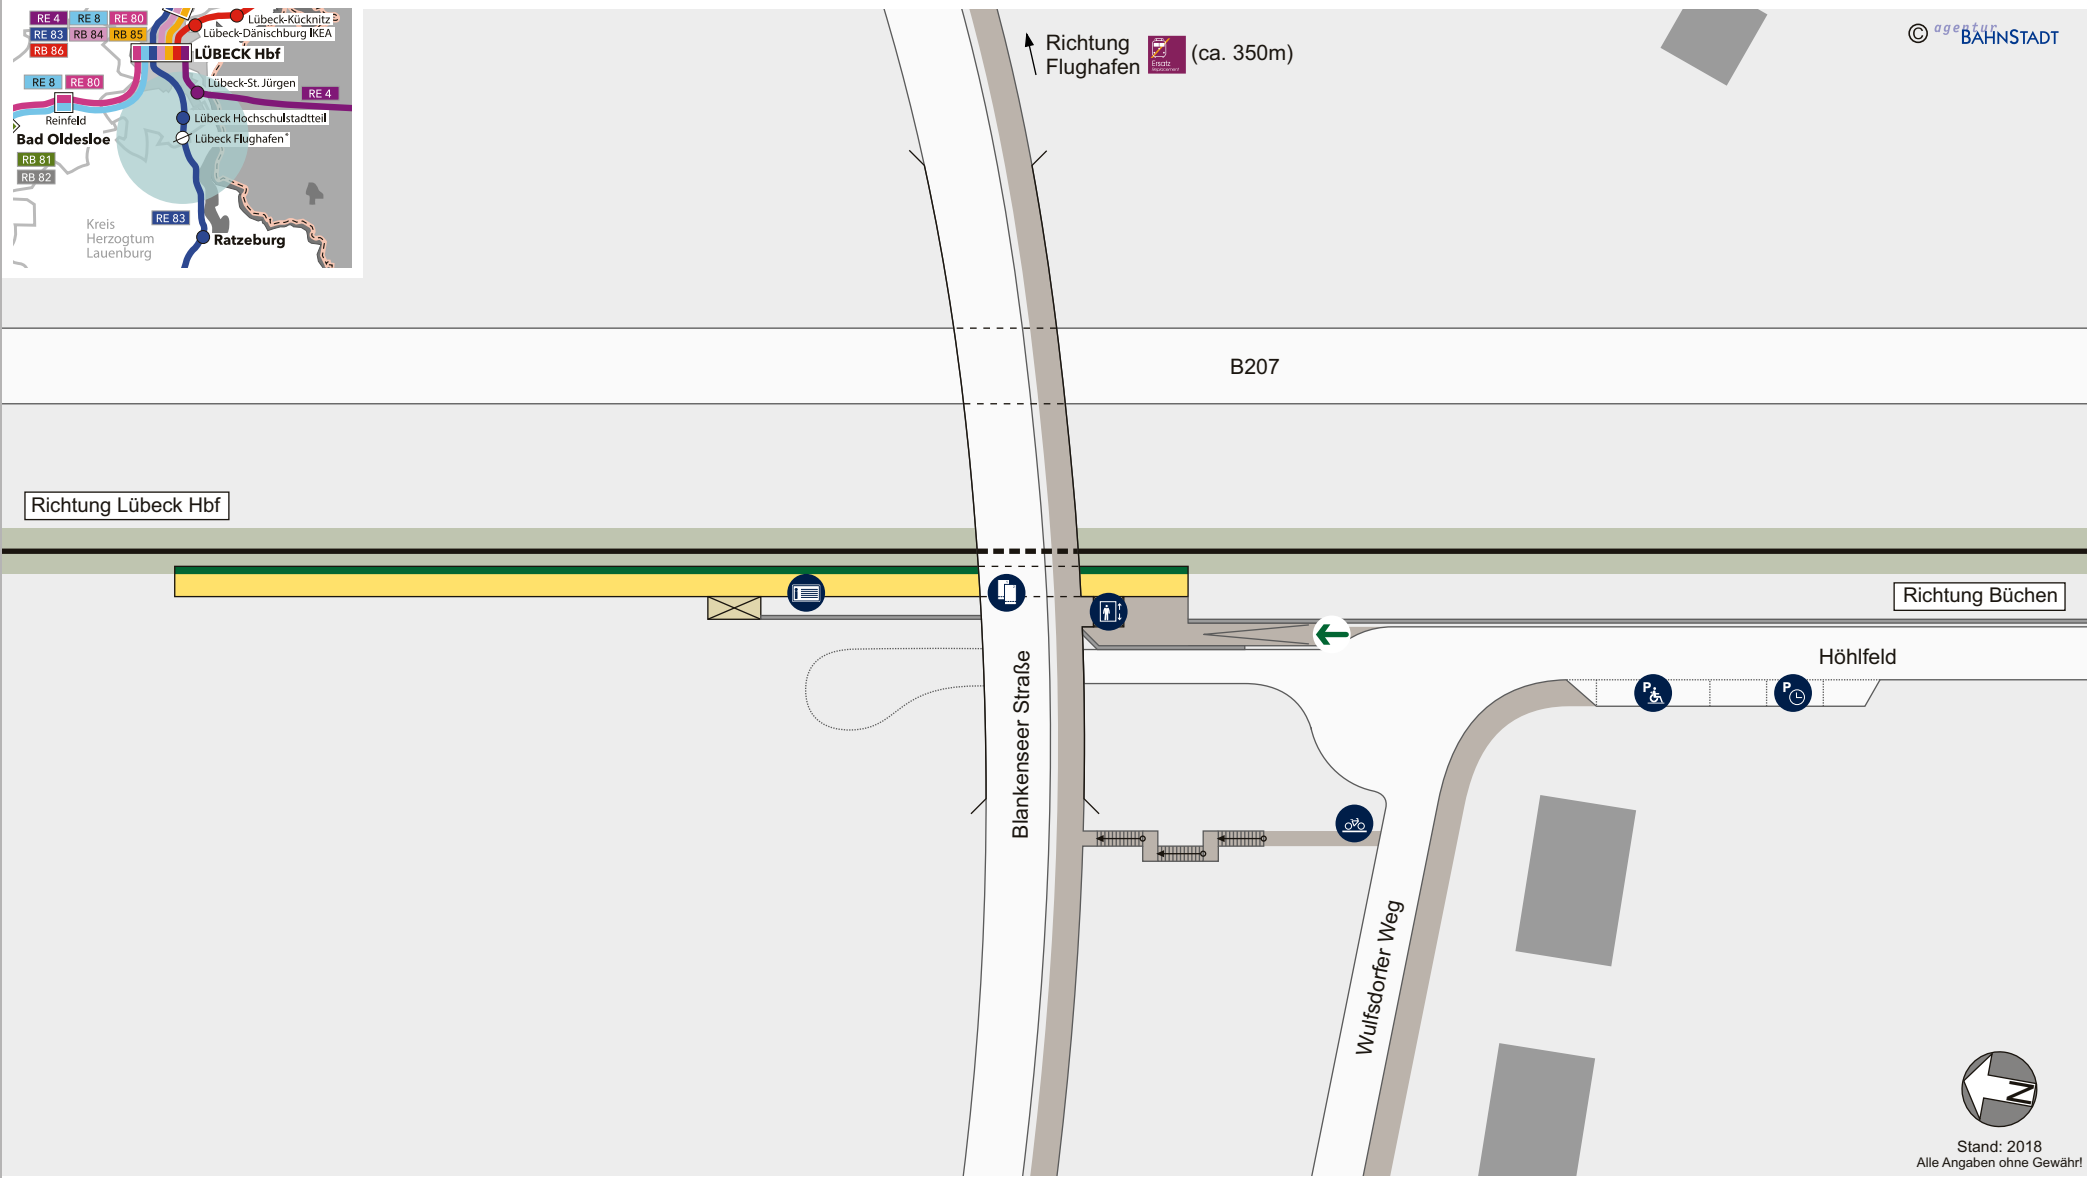 RE 4 RE 8 RE 80
RE 83 RB 84 RB 85
RB 86
Lübeck-Kücknitz
Lübeck-Dänischburg IKEA
LÜBECK Hbf
RE 8 RE 80
Lübeck-St. Jürgen
RE 4
Reinfeld
Lübeck Hochschulstadtteil
Bad Oldesloe
Lübeck Flughafen*
RB 81
RB 82
RE 83
Kreis
Herzogtum
Lauenburg
Ratzeburg
Richtung
Flughafen
Ersatz
Replacement
(ca. 350m)
© agentur
BAHNSTADT
B207
Richtung Lübeck Hbf
Richtung Büchen
Höhlfeld
P
P
Blankenseer Straße
Wulfsdorfer Weg
N
Stand: 2018
Alle Angaben ohne Gewähr!